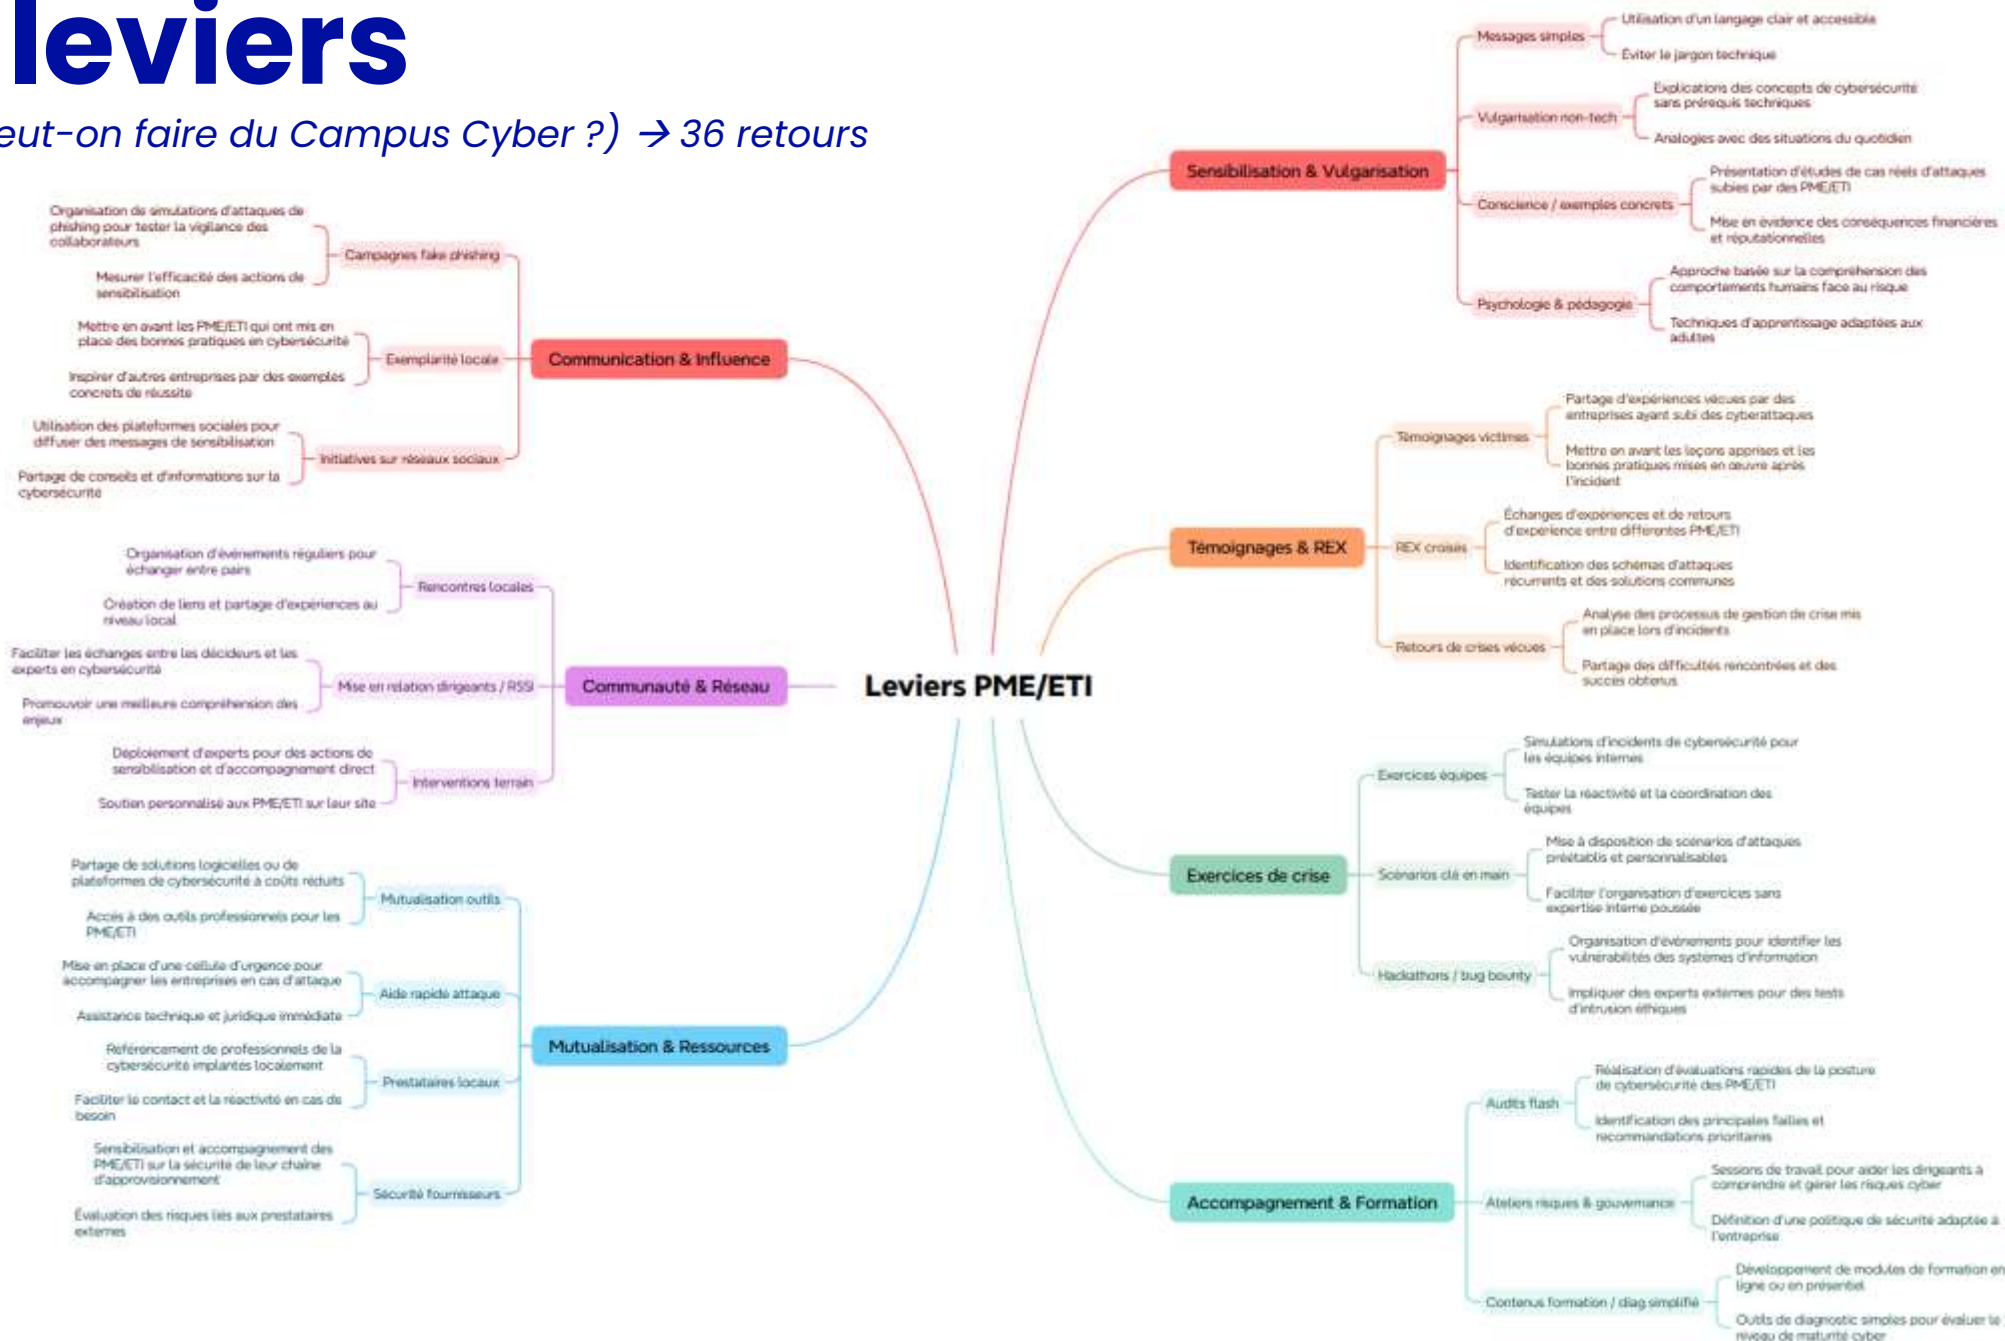 leviers
eut-on faire du Campus Cyber ?) → 36 retours
Leviers PME/ETI
Communication & Influence
Campagnes fake phishing
Organisation de simulations d'attaques de
phishing pour tester la vigilance des
collaborateurs
Mesurer l'efficacité des actions de
sensibilisation
Exemplarité locale
Mettre en avant les PME/ETI qui ont mis en
place des bonnes pratiques en cybersécurité
Inspirer d'autres entreprises par des exemples
concrets de réussite
Initiatives sur réseaux sociaux
Utilisation des plateformes sociales pour
diffuser des messages de sensibilisation
Partage de conseils et d'informations sur la
cybersécurité
Communauté & Réseau
Rencontres locales
Organisation d'événements réguliers pour
échanger entre pairs
Création de liens et partage d'expériences au
niveau local
Mise en relation dirigeants / RSSI
Faciliter les échanges entre les décideurs et les
experts en cybersécurité
Promouvoir une meilleure compréhension des
enjeux
Interventions terrain
Déploiement d'experts pour des actions de
sensibilisation et d'accompagnement direct
Soutien personnalisé aux PME/ETI sur leur site
Mutualisation & Ressources
Mutualisation outils
Partage de solutions logicielles ou de
plateformes de cybersécurité à coûts réduits
Accès à des outils professionnels pour les
PME/ETI
Aide rapide attaque
Mise en place d'une cellule d'urgence pour
accompagner les entreprises en cas d'attaque
Assistance technique et juridique immédiate
Prestataires locaux
Référencement de professionnels de la
cybersécurité implantés localement
Faciliter le contact et la réactivité en cas de
besoin
Sécurité fournisseurs
Sensibilisation et accompagnement des
PME/ETI sur la sécurité de leur chaîne
d'approvisionnement
Évaluation des risques liés aux prestataires
externes
Sensibilisation & Vulgarisation
Messages simples
Utilisation d'un langage clair et accessible
Éviter le jargon technique
Vulgarisation non-tech
Explications des concepts de cybersécurité
sans prérequis techniques
Analogies avec des situations du quotidien
Conscience / exemples concrets
Présentation d'études de cas réels d'attaques
subies par des PME/ETI
Mise en évidence des conséquences financières
et réputationnelles
Psychologie & pédagogie
Approche basée sur la compréhension des
comportements humains face au risque
Techniques d'apprentissage adaptées aux
adultes
Témoignages & REX
Témoignages victimes
Partage d'expériences vécues par des
entreprises ayant subi des cyberattaques
Mettre en avant les leçons apprises et les
bonnes pratiques mises en œuvre après
l'incident
REX croisés
Échanges d'expériences et de retours
d'expérience entre différentes PME/ETI
Identification des schémas d'attaques
récurrents et des solutions communes
Retours de crises vécues
Analyse des processus de gestion de crise mis
en place lors d'incidents
Partage des difficultés rencontrées et des
succès obtenus
Exercices de crise
Exercices équipes
Simulations d'incidents de cybersécurité pour
les équipes internes
Tester la réactivité et la coordination des
équipes
Scénarios clé en main
Mise à disposition de scénarios d'attaques
préétablis et personnalisables
Faciliter l'organisation d'exercices sans
expertise interne poussée
Hackathons / bug bounty
Organisation d'événements pour identifier les
vulnérabilités des systèmes d'information
Impliquer des experts externes pour des tests
d'intrusion éthiques
Accompagnement & Formation
Audits flash
Réalisation d'évaluations rapides de la posture
de cybersécurité des PME/ETI
Identification des principales failles et
recommandations prioritaires
Ateliers risques & gouvernance
Sessions de travail pour aider les dirigeants à
comprendre et gérer les risques cyber
Définition d'une politique de sécurité adaptée à
l'entreprise
Contenus formation / diag simplifié
Développement de modules de formation en
ligne ou en présentiel
Outils de diagnostic simples pour évaluer le
niveau de maturité cyber